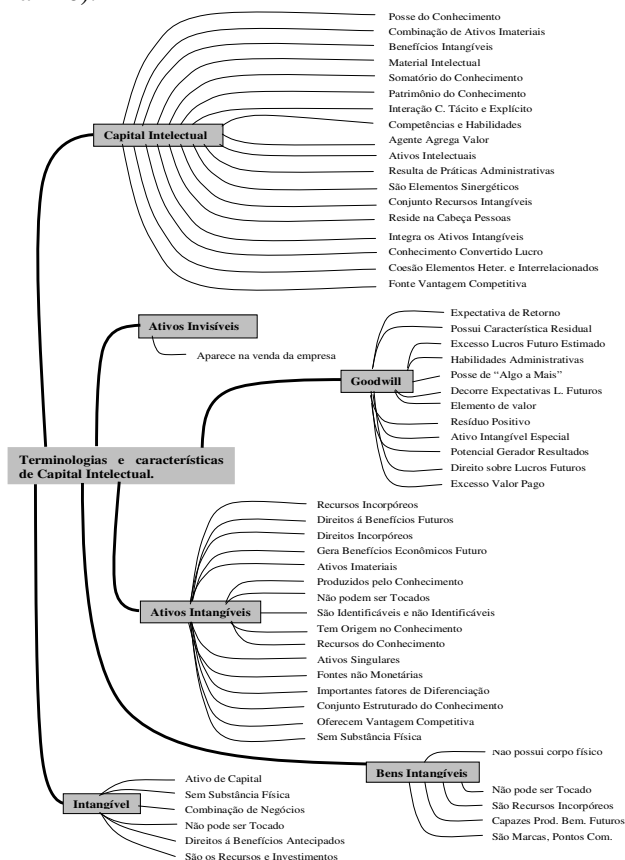 Posse do Conhecimento
Combinação de Ativos Imateriais
Benefícios Intangíveis
Material Intelectual
Somatório do Conhecimento
Patrimônio do Conhecimento
Interação C. Tácito e Explícito
Competências e Habilidades
Capital Intelectual
Agente Agrega Valor
Ativos Intelectuais
Resulta de Práticas Administrativas
São Elementos Sinergéticos
Conjunto Recursos Intangíveis
Reside na Cabeça Pessoas
Integra os Ativos Intangíveis
Conhecimento Convertido Lucro
Coesão Elementos Heter. e Interrelacionados
Fonte Vantagem Competitiva
Ativos Invisíveis
Aparece na venda da empresa
Expectativa de Retorno
Possui Característica Residual
Excesso Lucros Futuro Estimado
Habilidades Administrativas
Goodwill
Posse de “Algo a Mais”
Decorre Expectativas L. Futuros
Elemento de valor
Resíduo Positivo
Ativo Intangível Especial
Potencial Gerador Resultados
Direito sobre Lucros Futuros
Excesso Valor Pago
Terminologias e características
de Capital Intelectual.
Recursos Incorpóreos
Direitos á Benefícios Futuros
Direitos Incorpóreos
Gera Benefícios Econômicos Futuro
Ativos Imateriais
Produzidos pelo Conhecimento
Não podem ser Tocados
Ativos Intangíveis
São Identificáveis e não Identificáveis
Tem Origem no Conhecimento
Recursos do Conhecimento
Ativos Singulares
Fontes não Monetárias
Importantes fatores de Diferenciação
Conjunto Estruturado do Conhecimento
Oferecem Vantagem Competitiva
Sem Substância Física
Não possui corpo físico
Bens Intangíveis
Não pode ser Tocado
São Recursos Incorpóreos
Capazes Prod. Bem. Futuros
São Marcas, Pontos Com.
Intangível
Ativo de Capital
Sem Substância Física
Combinação de Negócios
Não pode ser Tocado
Direitos á Benefícios Antecipados
São os Recursos e Investimentos